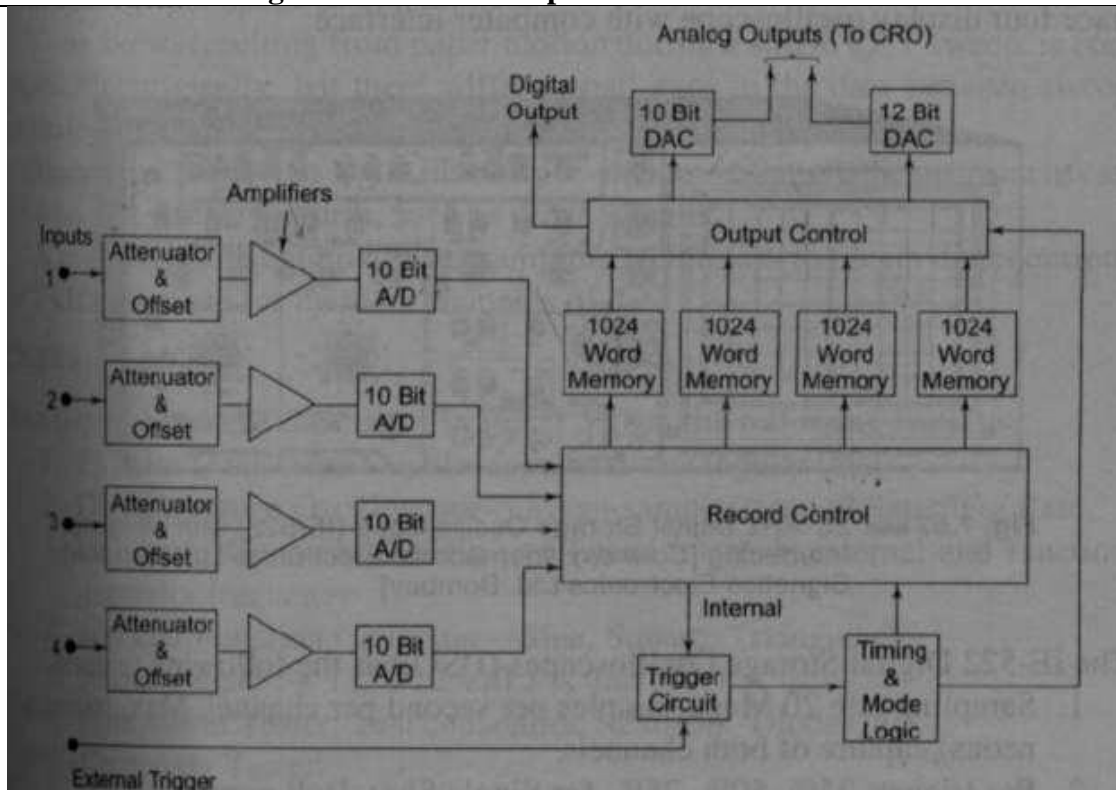 Analog Outputs (To CRO)
Digital
Output
10 Bit
DAC
12 Bit
DAC
Amplifiers
Output Control
Inputs
1
Attenuator
&
Offset
10 Bit
A/D
1024
Word
Memory
1024
Word
Memory
1024
Word
Memory
1024
Word
Memory
2
Attenuator
&
Offset
10 Bit
A/D
Record Control
3
Attenuator
&
Offset
10 Bit
A/D
Internal
4
Attenuator
&
Offset
10 Bit
A/D
Trigger
Circuit
Timing
&
Mode
Logic
External Trigger